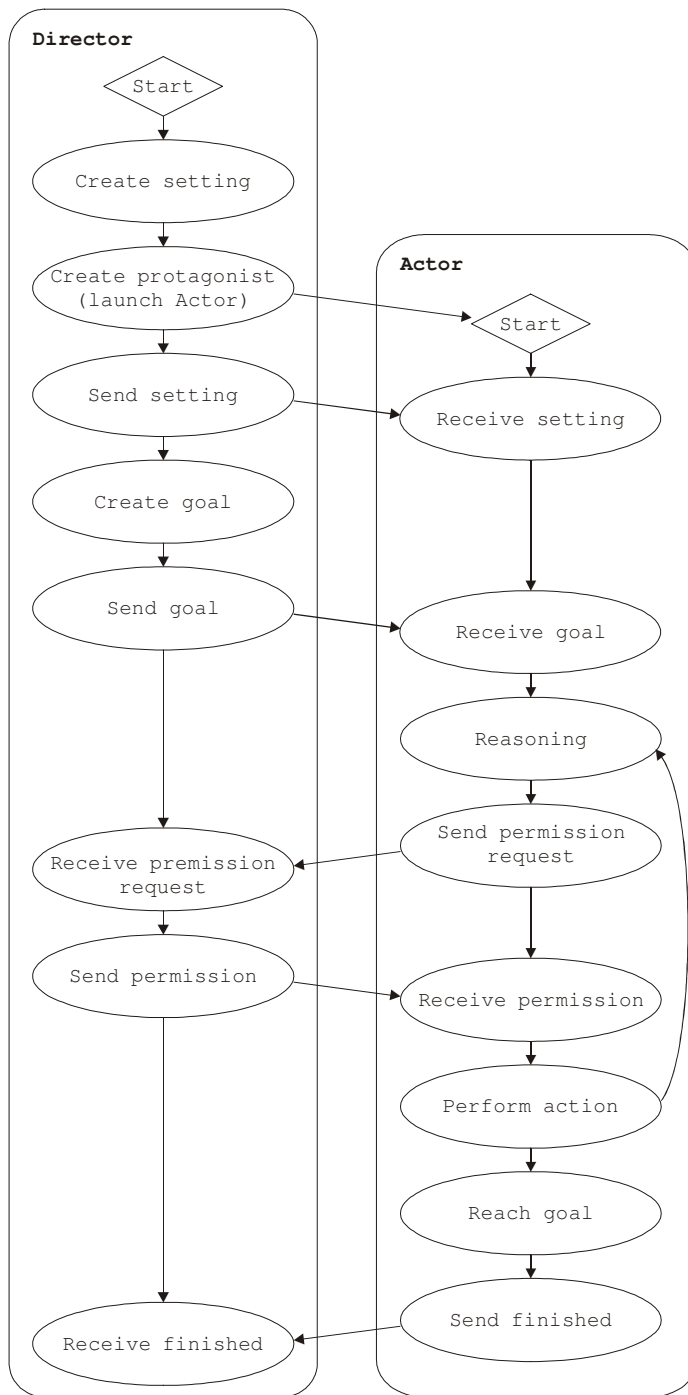 Director
Start
Create setting
Create protagonist
(launch Actor)
Send setting
Create goal
Send goal
Receive premission
request
Send permission
Receive finished
Actor
Start
Receive setting
Receive goal
Reasoning
Send permission
request
Receive permission
Perform action
Reach goal
Send finished